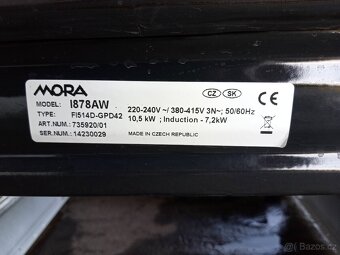 MORA
CZ SK
CE
MODEL: I878AW
220-240V ~/ 380-415V 3N~; 50/60Hz
TYPE: FI514D-GPD42
10,5 kW ; Induction - 7,2kW
ART.NUM.: 735920/01
SER.NUM.: 14230029
MADE IN CZECH REPUBLIC
bazos.cz